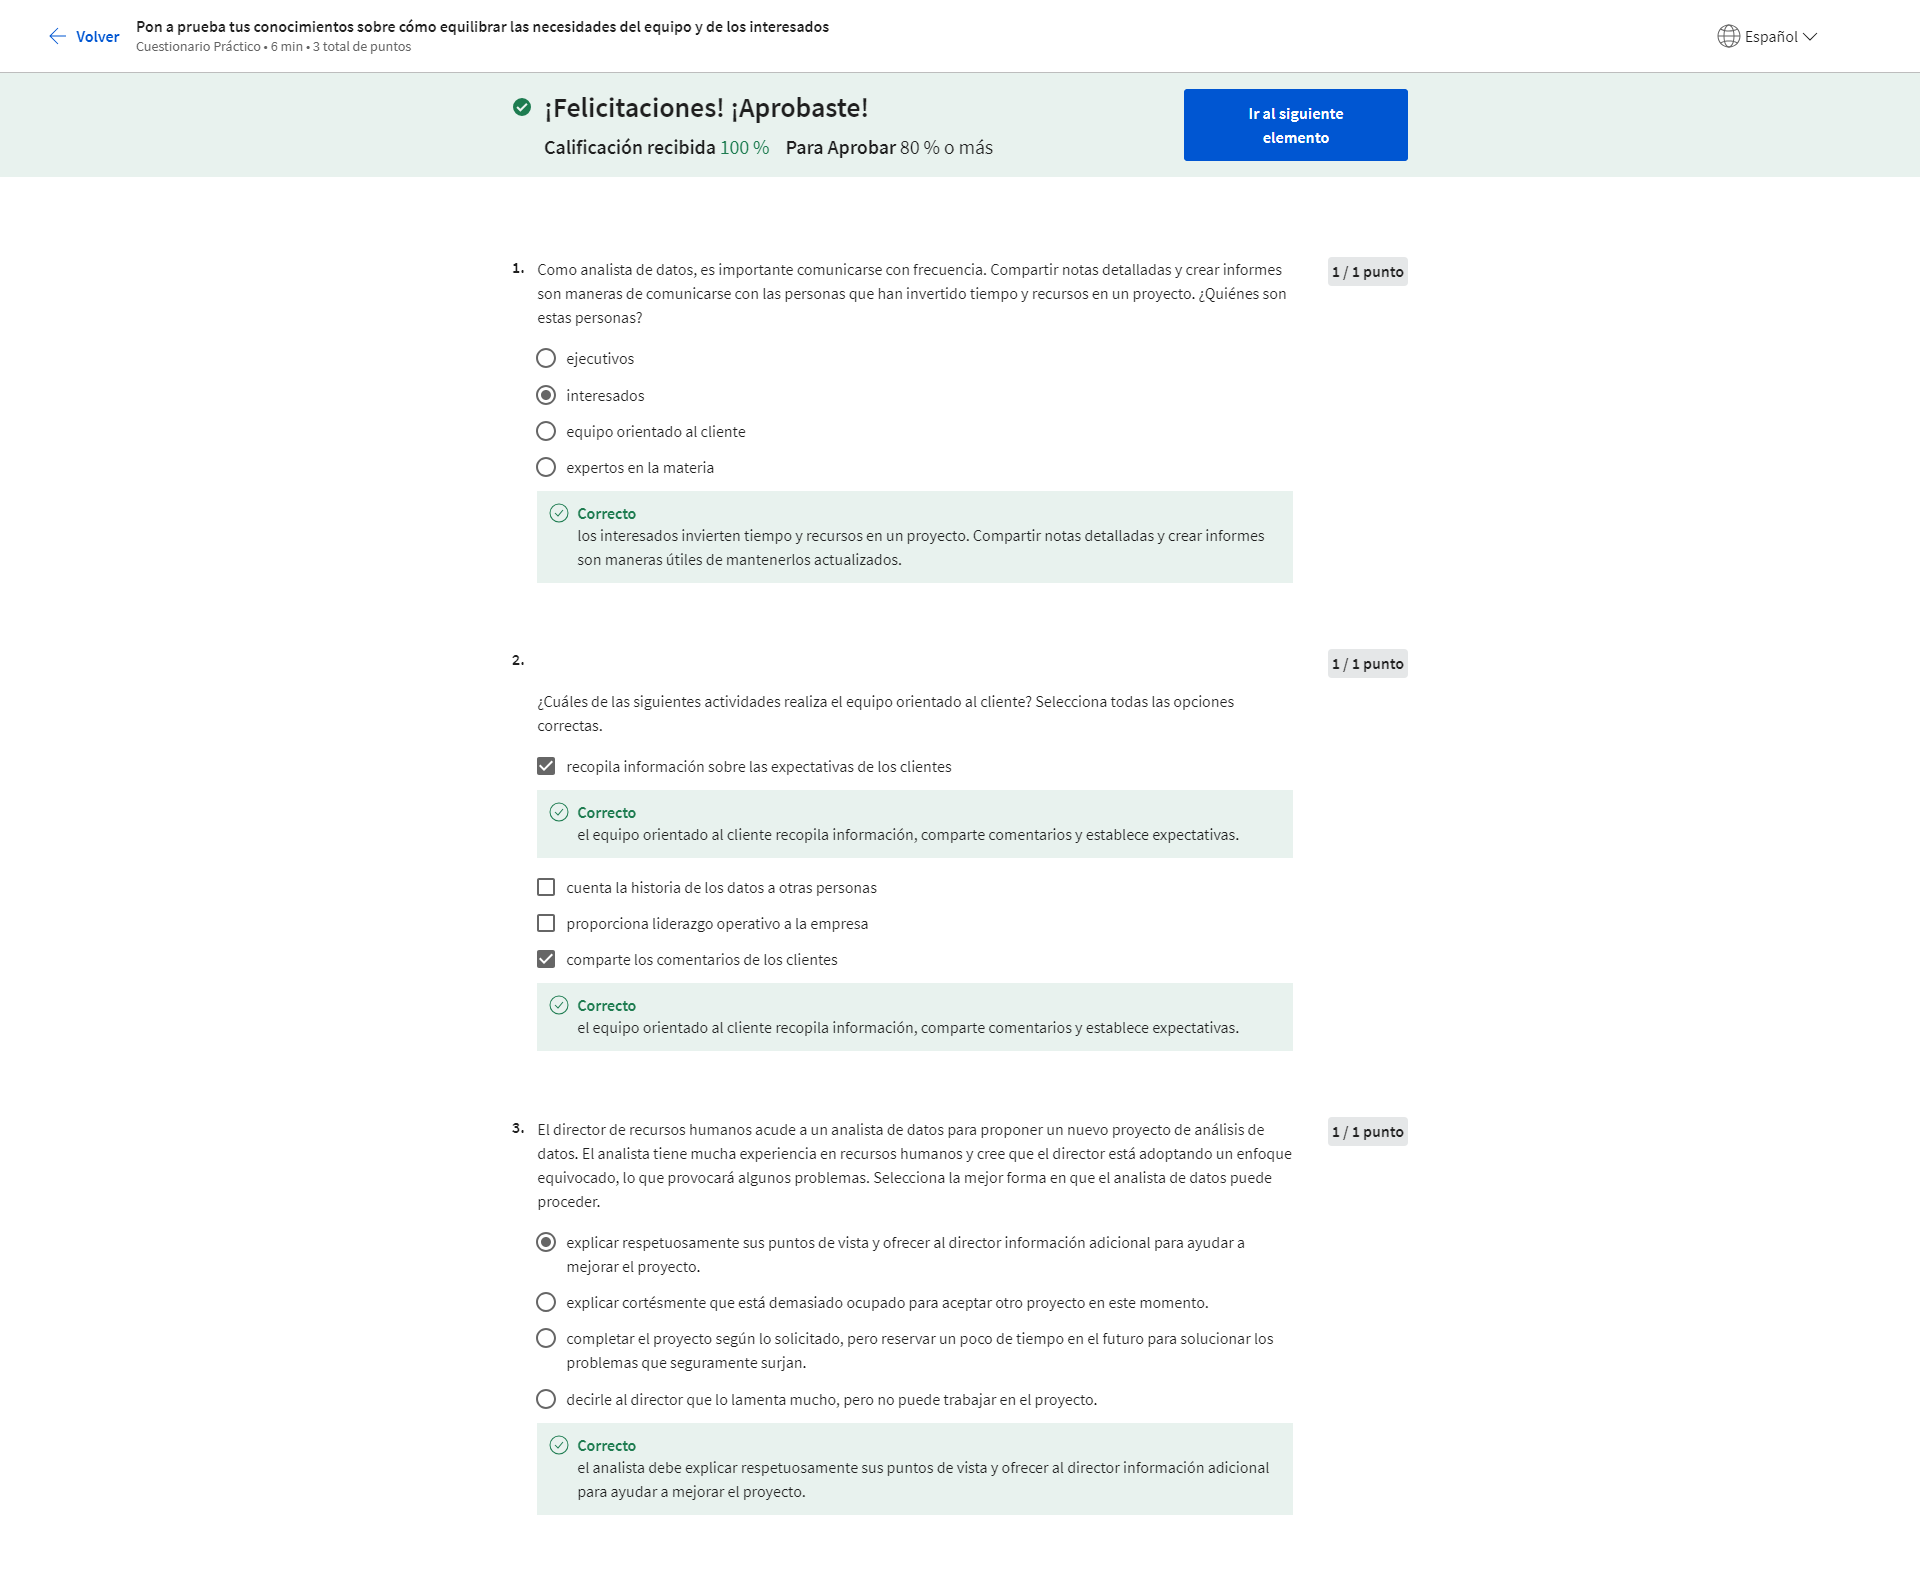 Volver
Pon a prueba tus conocimientos sobre cómo equilibrar las necesidades del equipo y de los interesados
Cuestionario Práctico • 6 min • 3 total de puntos
Español
¡Felicitaciones! ¡Aprobaste!
Calificación recibida 100 % Para Aprobar 80 % o más
Ir al siguiente
elemento
1. Como analista de datos, es importante comunicarse con frecuencia. Compartir notas detalladas y crear informes
son maneras de comunicarse con las personas que han invertido tiempo y recursos en un proyecto. ¿Quiénes son
estas personas?
1 / 1 punto
ejecutivos
interesados
equipo orientado al cliente
expertos en la materia
Correcto
los interesados invierten tiempo y recursos en un proyecto. Compartir notas detalladas y crear informes
son maneras útiles de mantenerlos actualizados.
2.
1 / 1 punto
¿Cuáles de las siguientes actividades realiza el equipo orientado al cliente? Selecciona todas las opciones
correctas.
recopila información sobre las expectativas de los clientes
Correcto
el equipo orientado al cliente recopila información, comparte comentarios y establece expectativas.
cuenta la historia de los datos a otras personas
proporciona liderazgo operativo a la empresa
comparte los comentarios de los clientes
Correcto
el equipo orientado al cliente recopila información, comparte comentarios y establece expectativas.
3. El director de recursos humanos acude a un analista de datos para proponer un nuevo proyecto de análisis de
datos. El analista tiene mucha experiencia en recursos humanos y cree que el director está adoptando un enfoque
equivocado, lo que provocará algunos problemas. Selecciona la mejor forma en que el analista de datos puede
proceder.
1 / 1 punto
explicar respetuosamente sus puntos de vista y ofrecer al director información adicional para ayudar a
mejorar el proyecto.
explicar cortésmente que está demasiado ocupado para aceptar otro proyecto en este momento.
completar el proyecto según lo solicitado, pero reservar un poco de tiempo en el futuro para solucionar los
problemas que seguramente surjan.
decirle al director que lo lamenta mucho, pero no puede trabajar en el proyecto.
Correcto
el analista debe explicar respetuosamente sus puntos de vista y ofrecer al director información adicional
para ayudar a mejorar el proyecto.